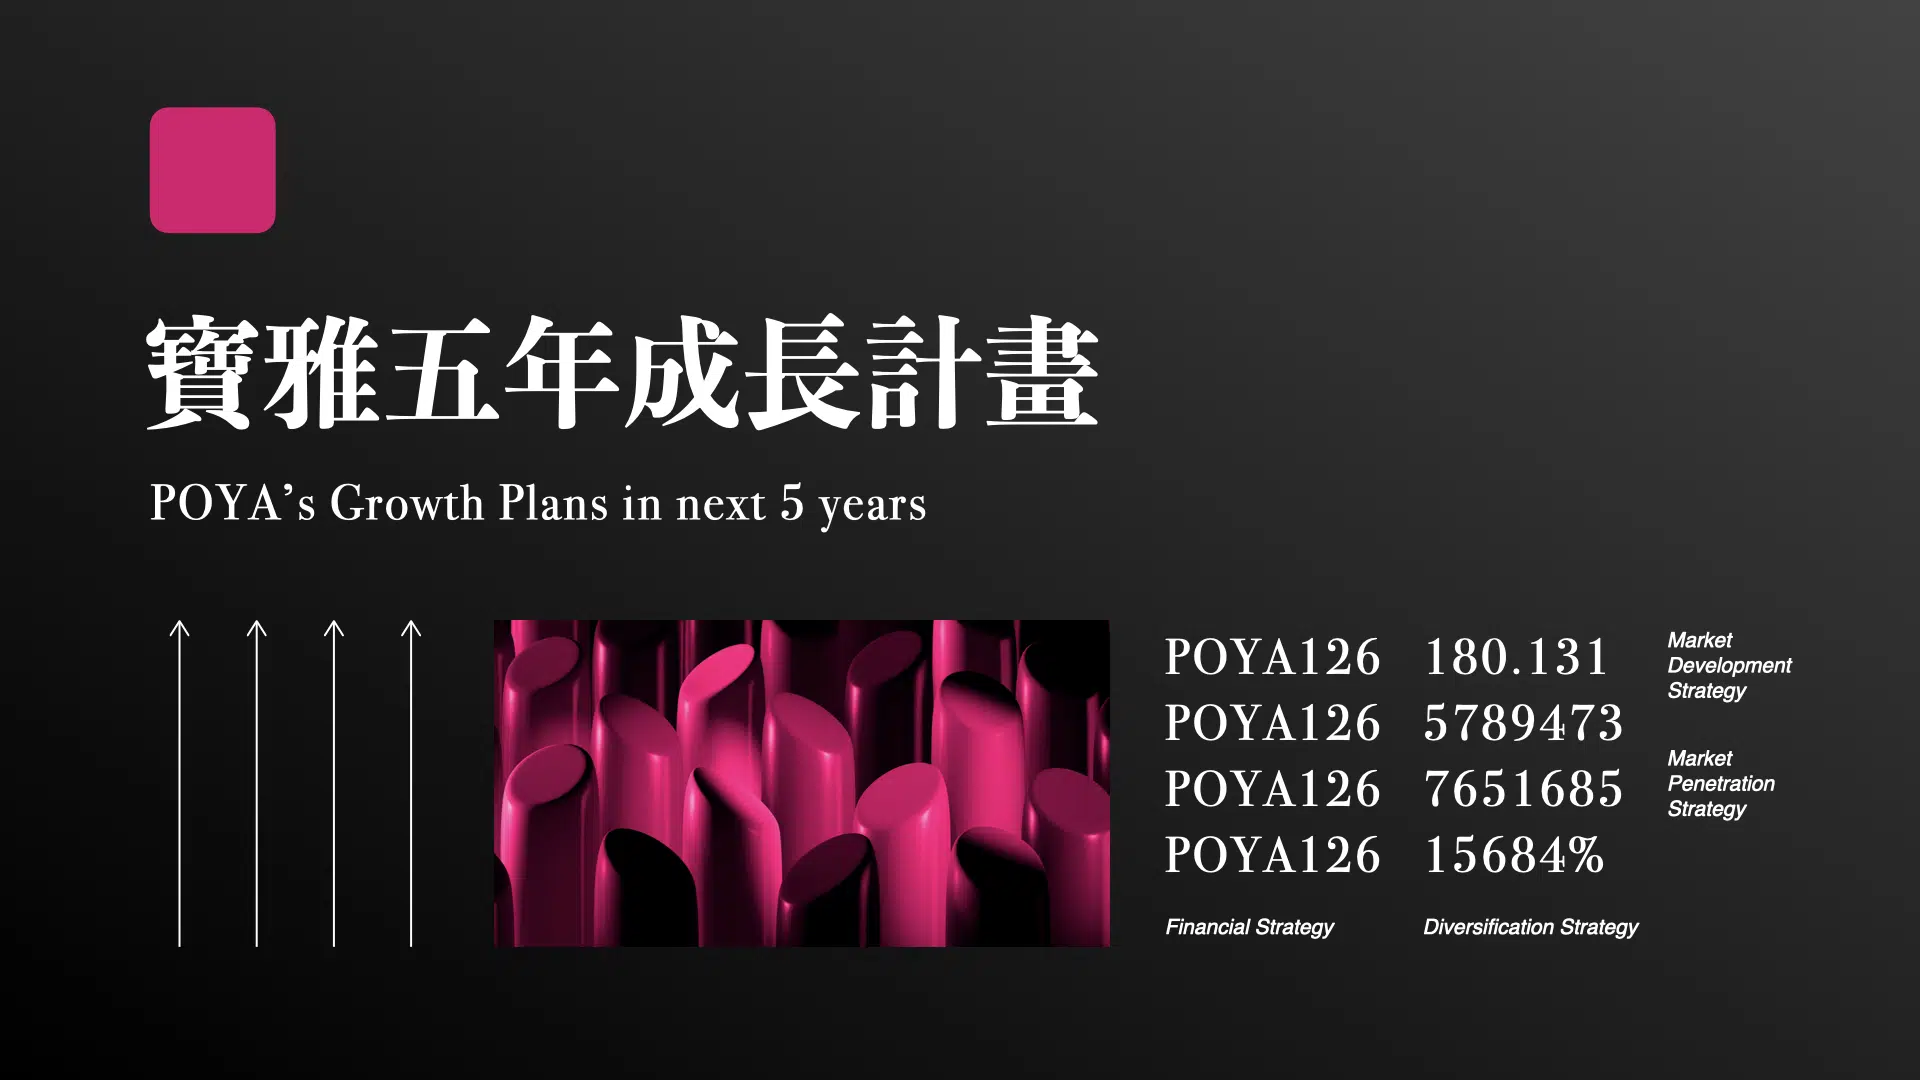 寶雅五年成長計畫
POYA’s Growth Plans in next 5 years
POYA126 180.131
POYA126 5789473
POYA126 7651685
POYA126 15684%
Market
Development
Strategy
Market
Penetration
Strategy
Financial Strategy
Diversification Strategy